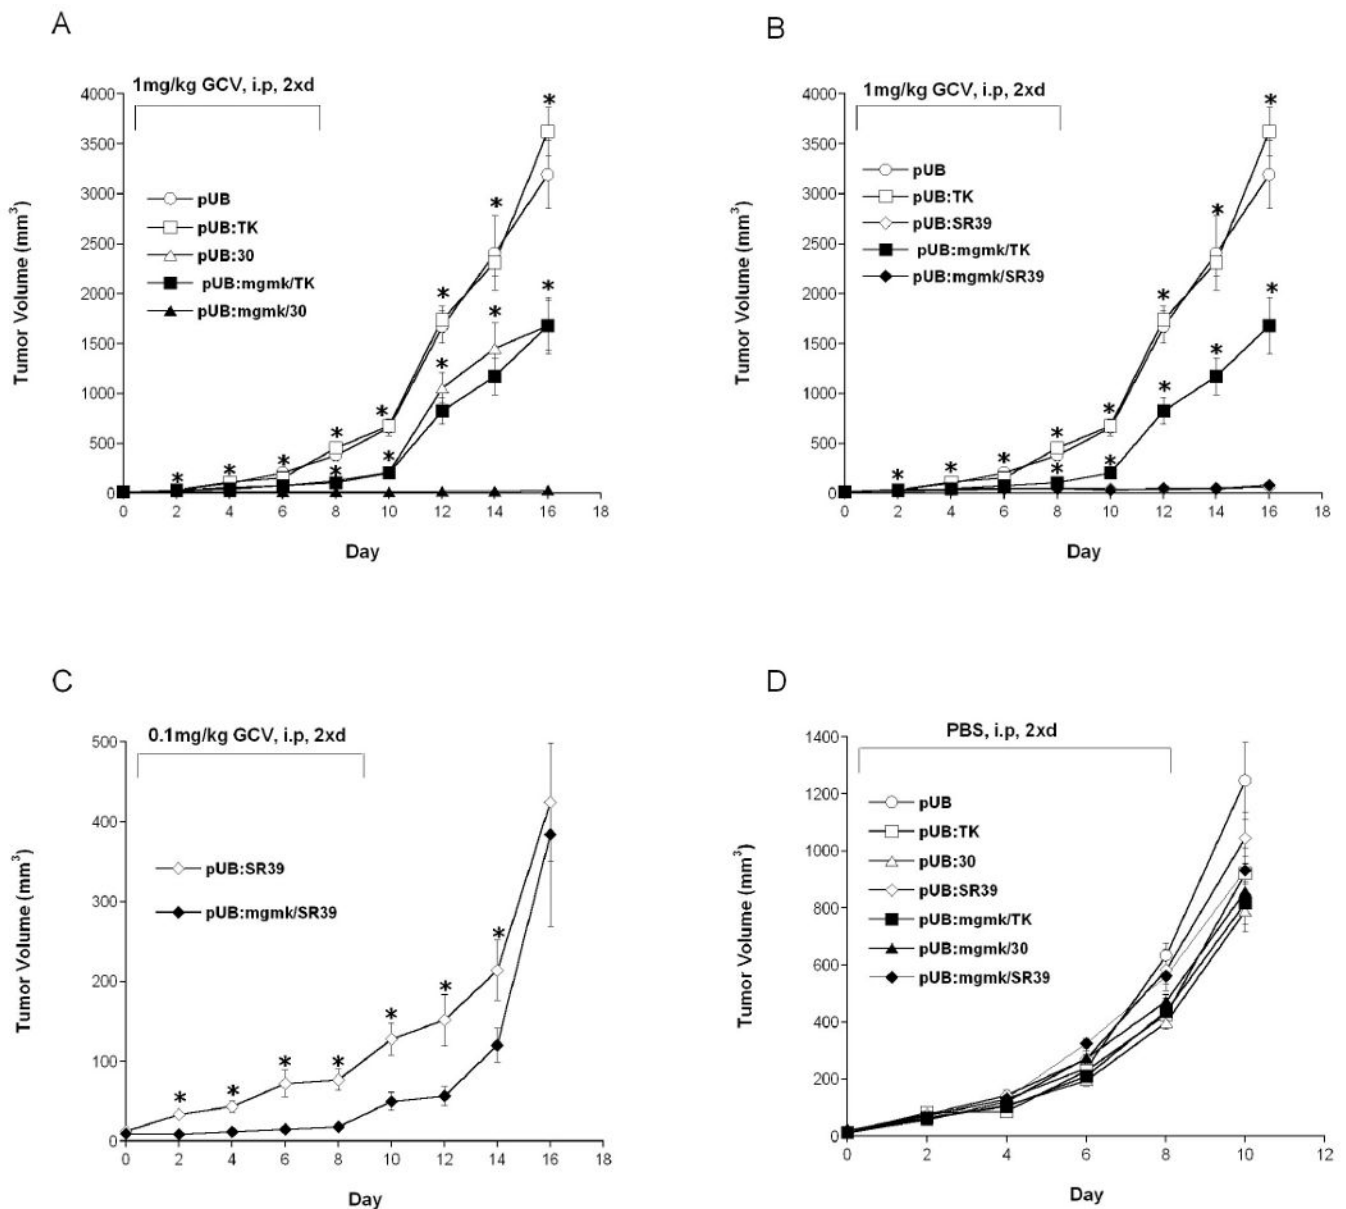 A
1mg/kg GCV, i.p, 2xd
4000
3500
3000
2500
2000
1500
1000
500
0
Tumor Volume (mm³)
pUB
pUB:TK
pUB:30
pUB:mgmk/TK
pUB:mgmk/30
* * * * * * * * * * * * *
0 2 4 6 8 10 12 14 16 18
Day
B
1mg/kg GCV, i.p, 2xd
4000
3500
3000
2500
2000
1500
1000
500
0
Tumor Volume (mm³)
pUB
pUB:TK
pUB:SR39
pUB:mgmk/TK
pUB:mgmk/SR39
* * * * * * * * * * * * *
0 2 4 6 8 10 12 14 16 18
Day
C
0.1mg/kg GCV, i.p, 2xd
500
400
300
200
100
0
Tumor Volume (mm³)
pUB:SR39
pUB:mgmk/SR39
* * * * * * *
0 2 4 6 8 10 12 14 16 18
Day
D
PBS, i.p, 2xd
1400
1200
1000
800
600
400
200
0
Tumor Volume (mm³)
pUB
pUB:TK
pUB:30
pUB:SR39
pUB:mgmk/TK
pUB:mgmk/30
pUB:mgmk/SR39
0 2 4 6 8 10 12
Day